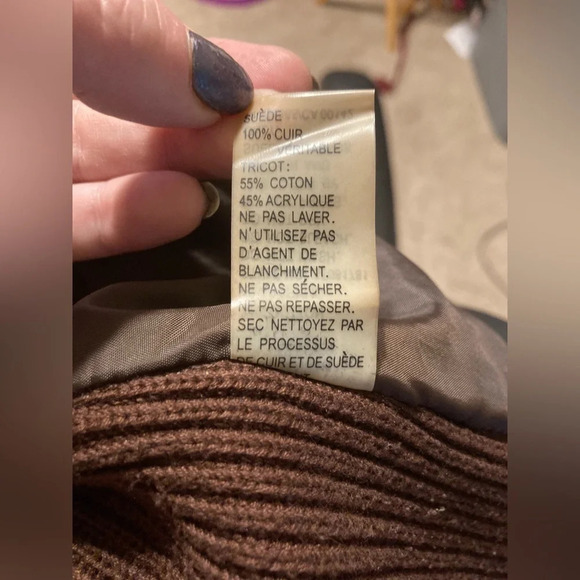 SUÈDE
100% CUIR
VÉRITABLE
TRICOT:
55% COTON
45% ACRYLIQUE
NE PAS LAVER.
N'UTILISEZ PAS
D'AGENT DE
BLANCHIMENT.
NE PAS SÉCHER.
NE PAS REPASSER.
SEC NETTOYEZ PAR
LE PROCESSUS
DE CUIR ET DE SUÈDE